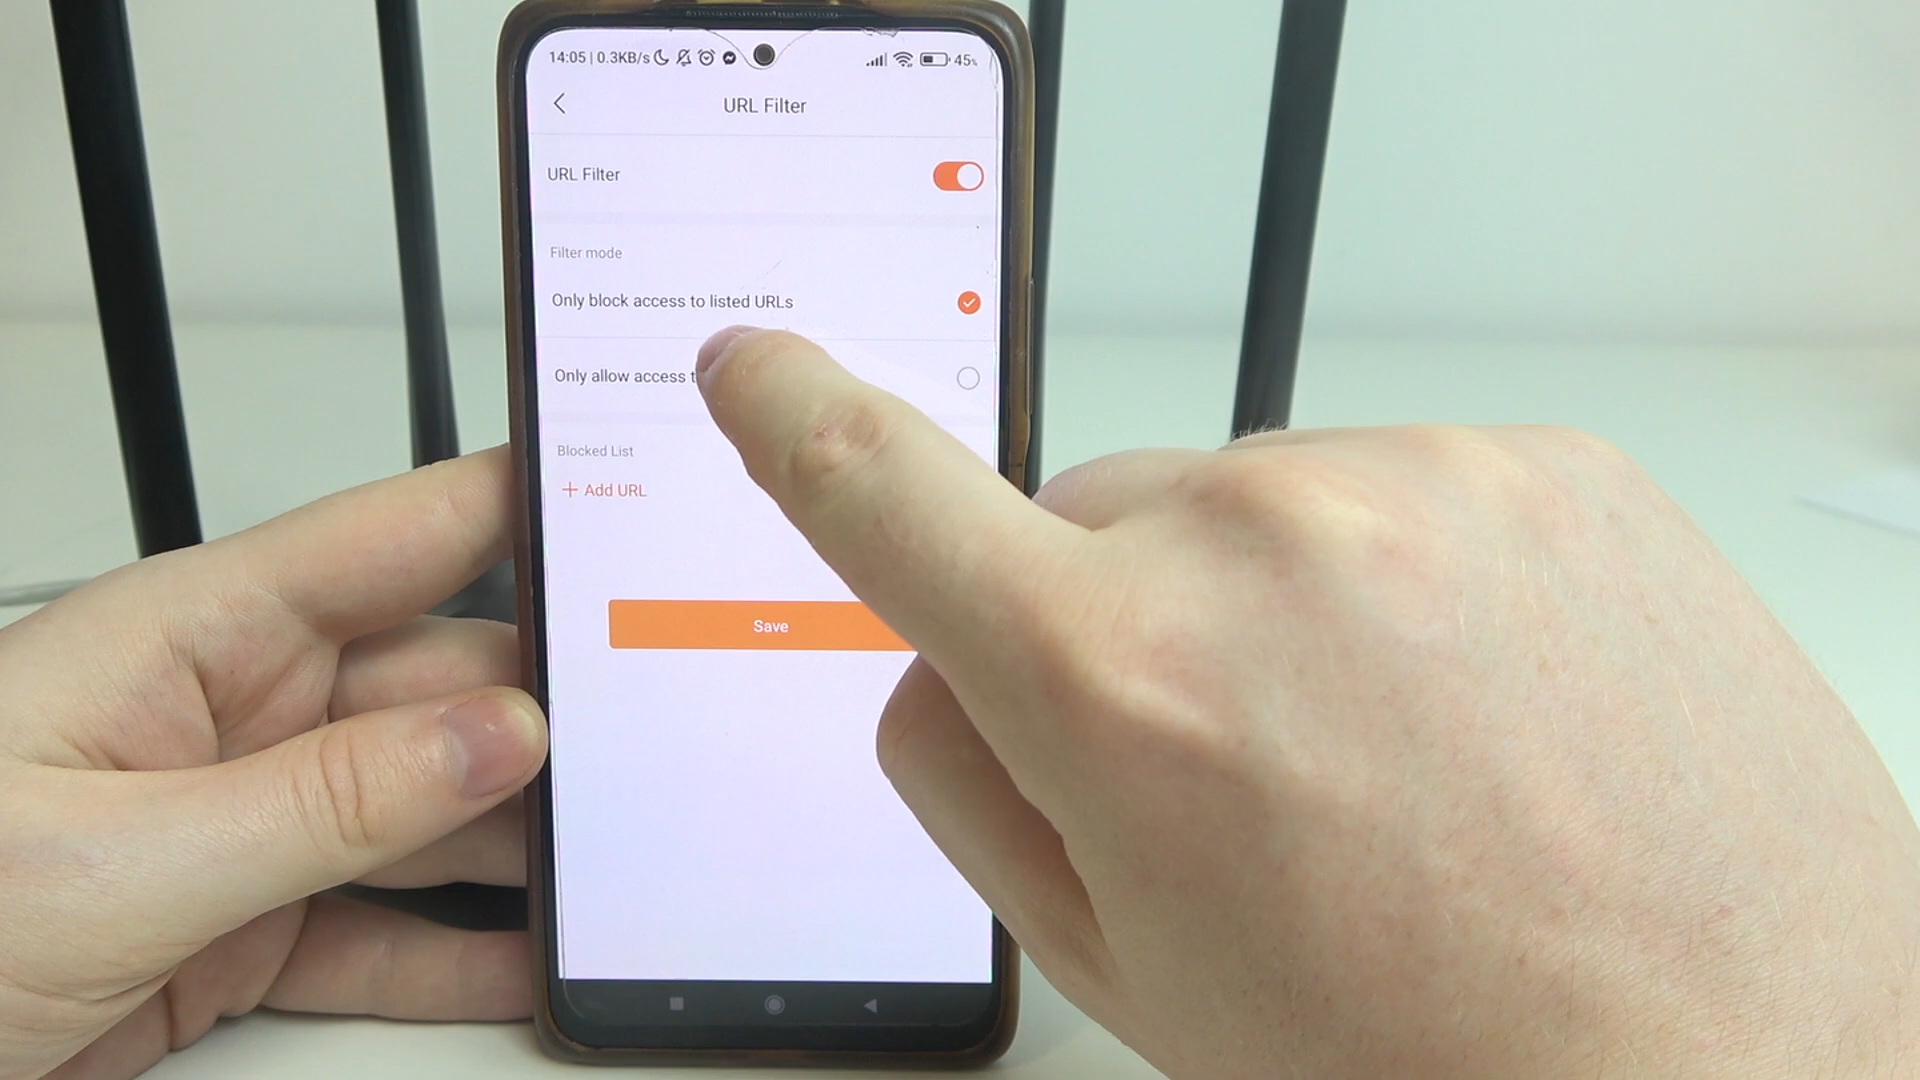 14:05 | 0.3KB/s 45%
URL Filter
URL Filter
Filter mode
Only block access to listed URLs
Only allow access t
Blocked List
+ Add URL
Save